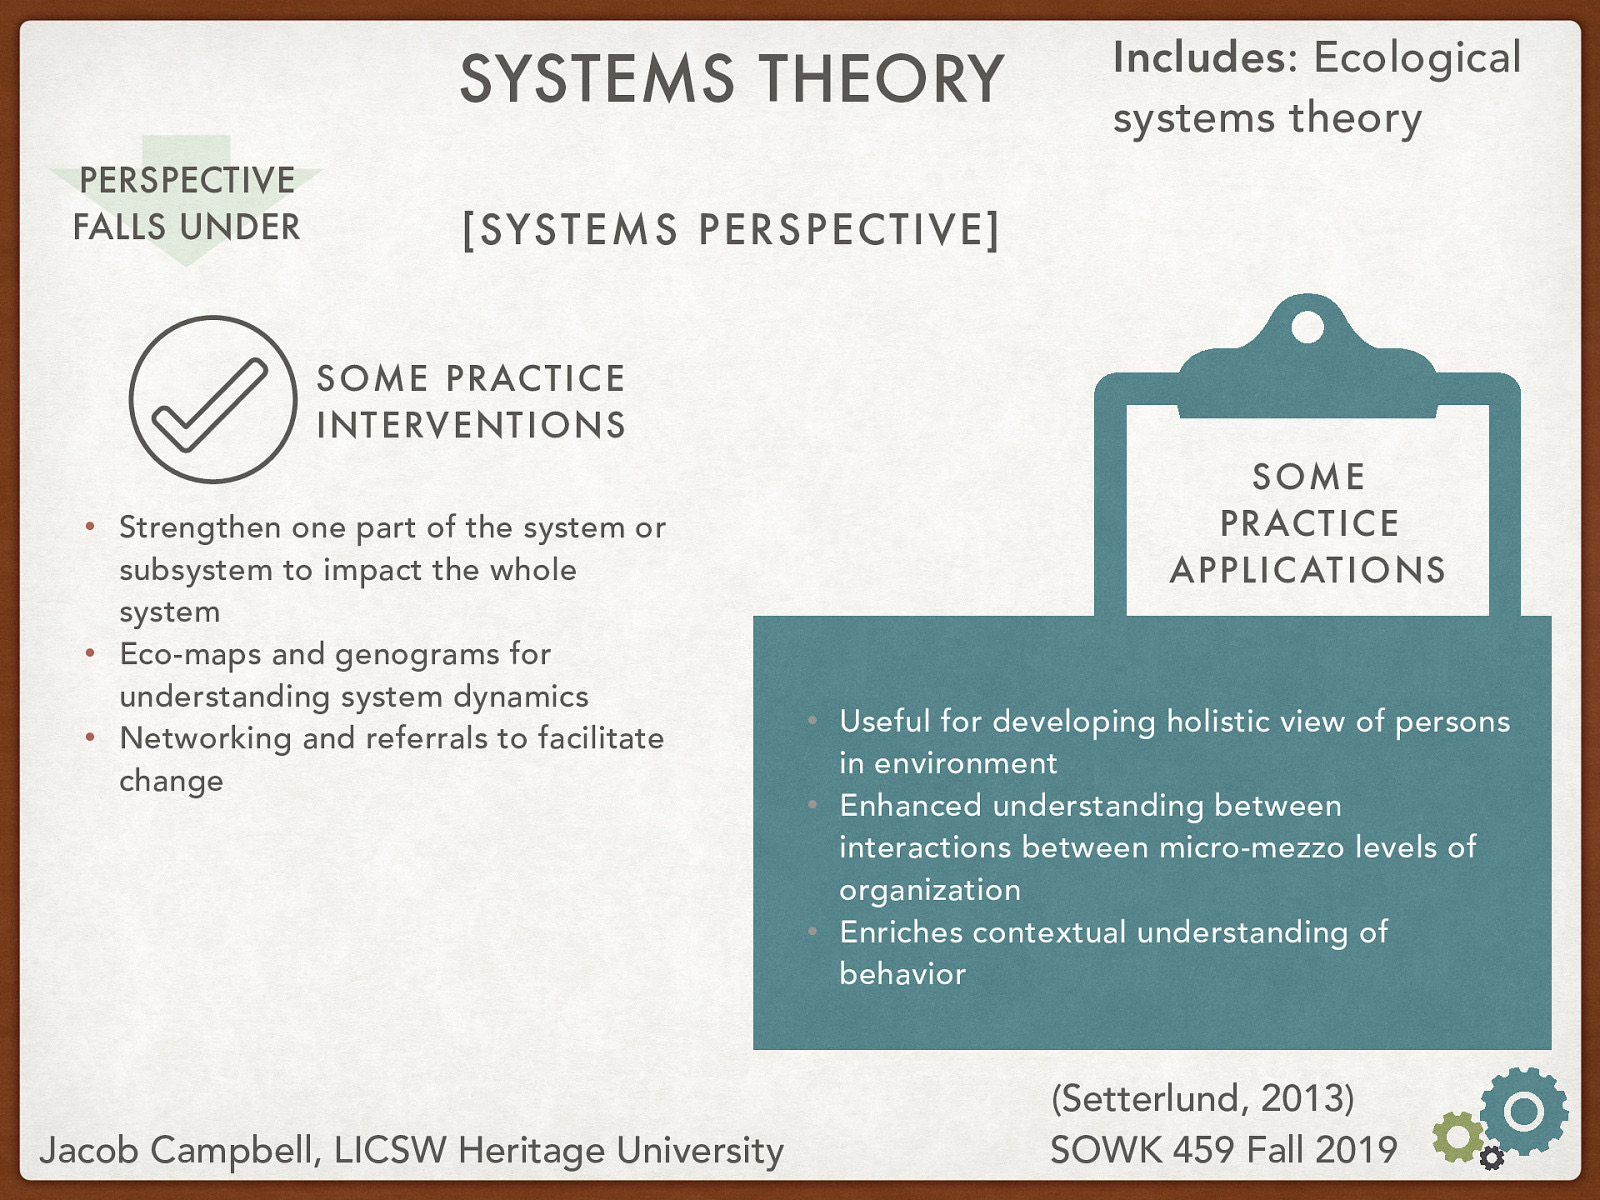 SYSTEMS THEORY
Includes: Ecological
systems theory
PERSPECTIVE
FALLS UNDER
[SYSTEMS PERSPECTIVE]
SOME PRACTICE
INTERVENTIONS
• Strengthen one part of the system or
subsystem to impact the whole
system
• Eco-maps and genograms for
understanding system dynamics
• Networking and referrals to facilitate
change
SOME
PRACTICE
APPLICATIONS
• Useful for developing holistic view of persons
in environment
• Enhanced understanding between
interactions between micro-mezzo levels of
organization
• Enriches contextual understanding of
behavior
(Setterlund, 2013)
Jacob Campbell, LICSW Heritage University
SOWK 459 Fall 2019